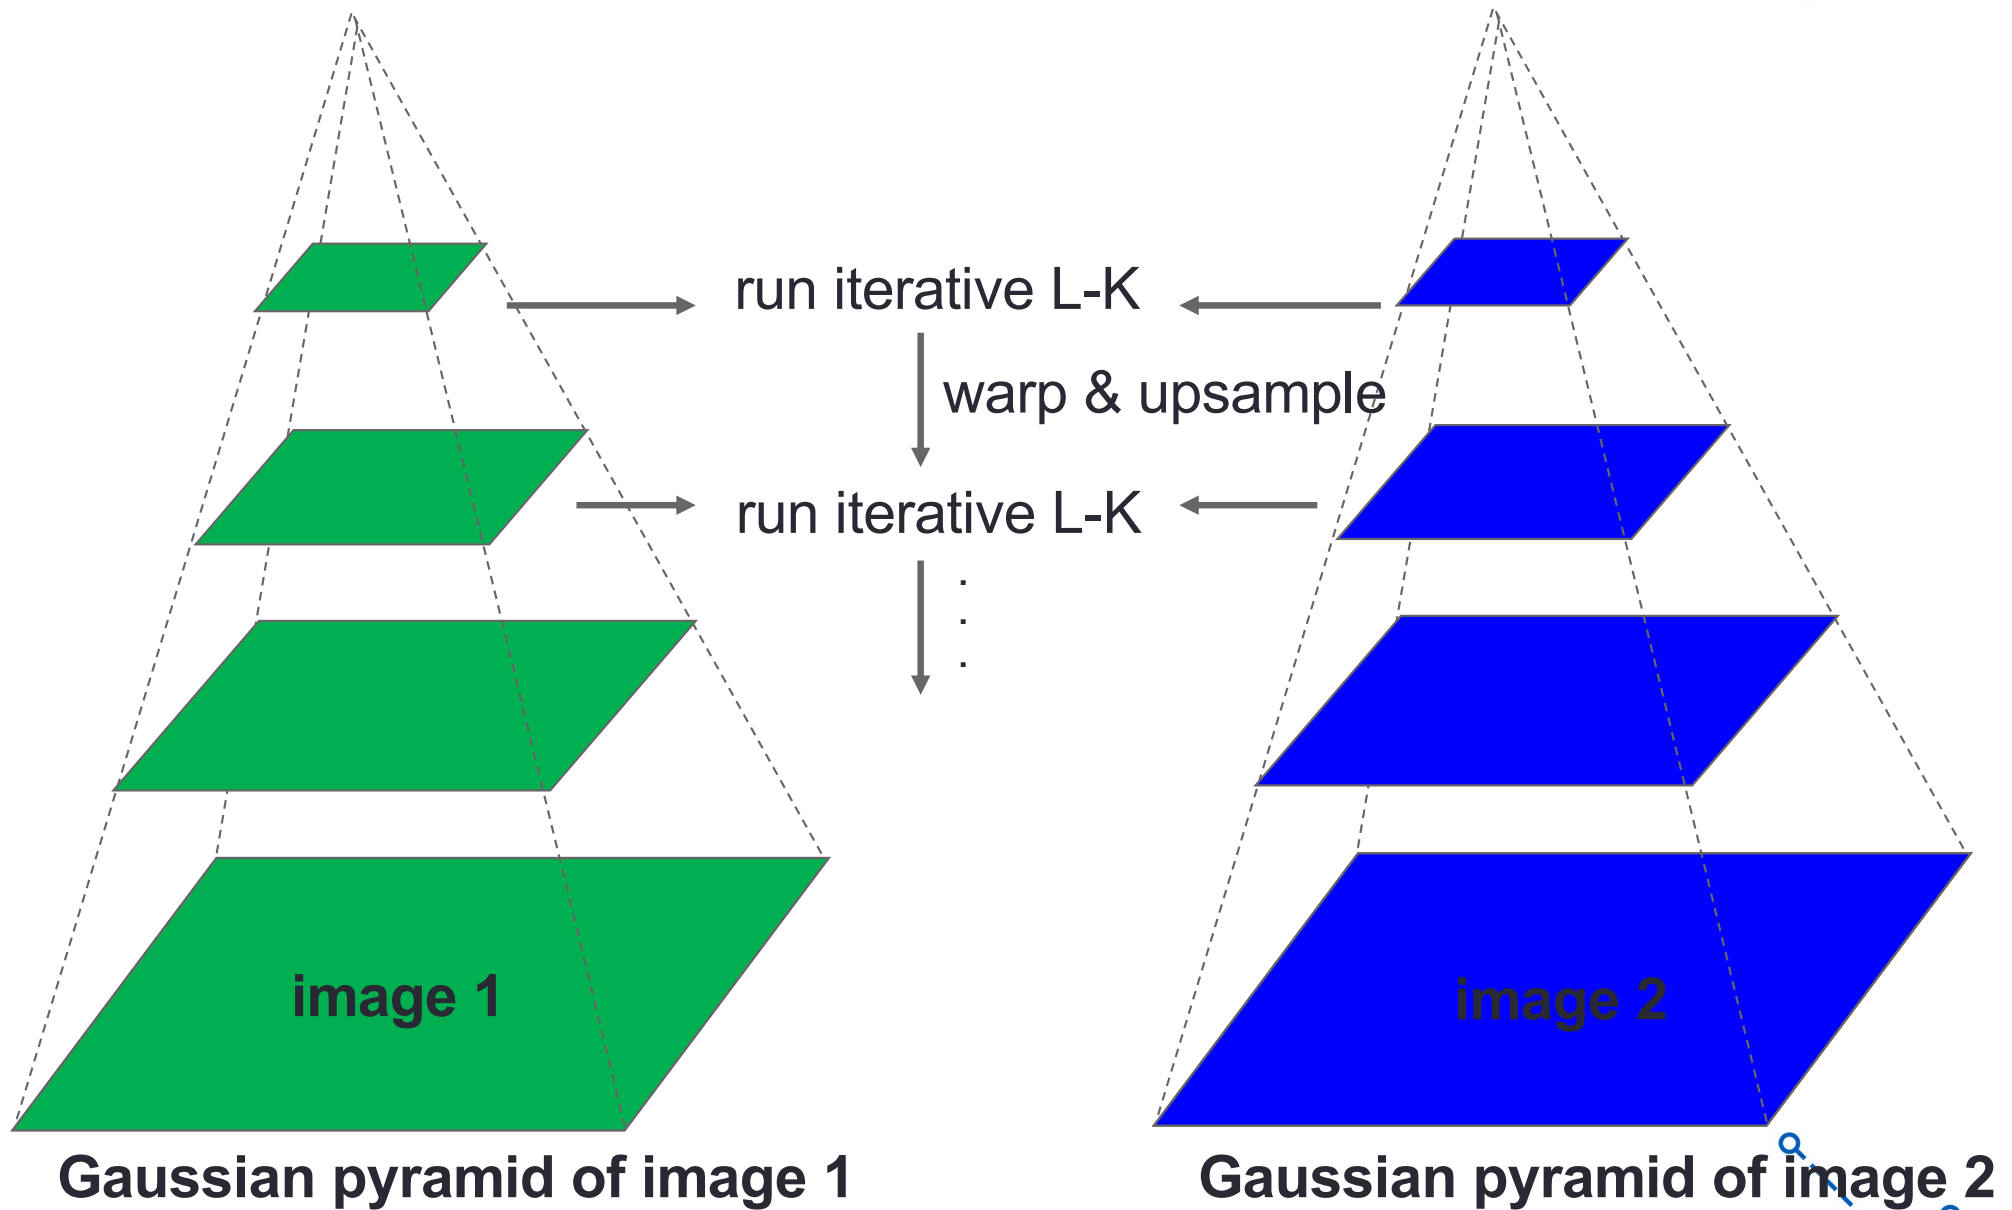 run iterative L-K
warp & upsample
run iterative L-K
.
.
.
image 1
image 2
Gaussian pyramid of image 1
Gaussian pyramid of image 2